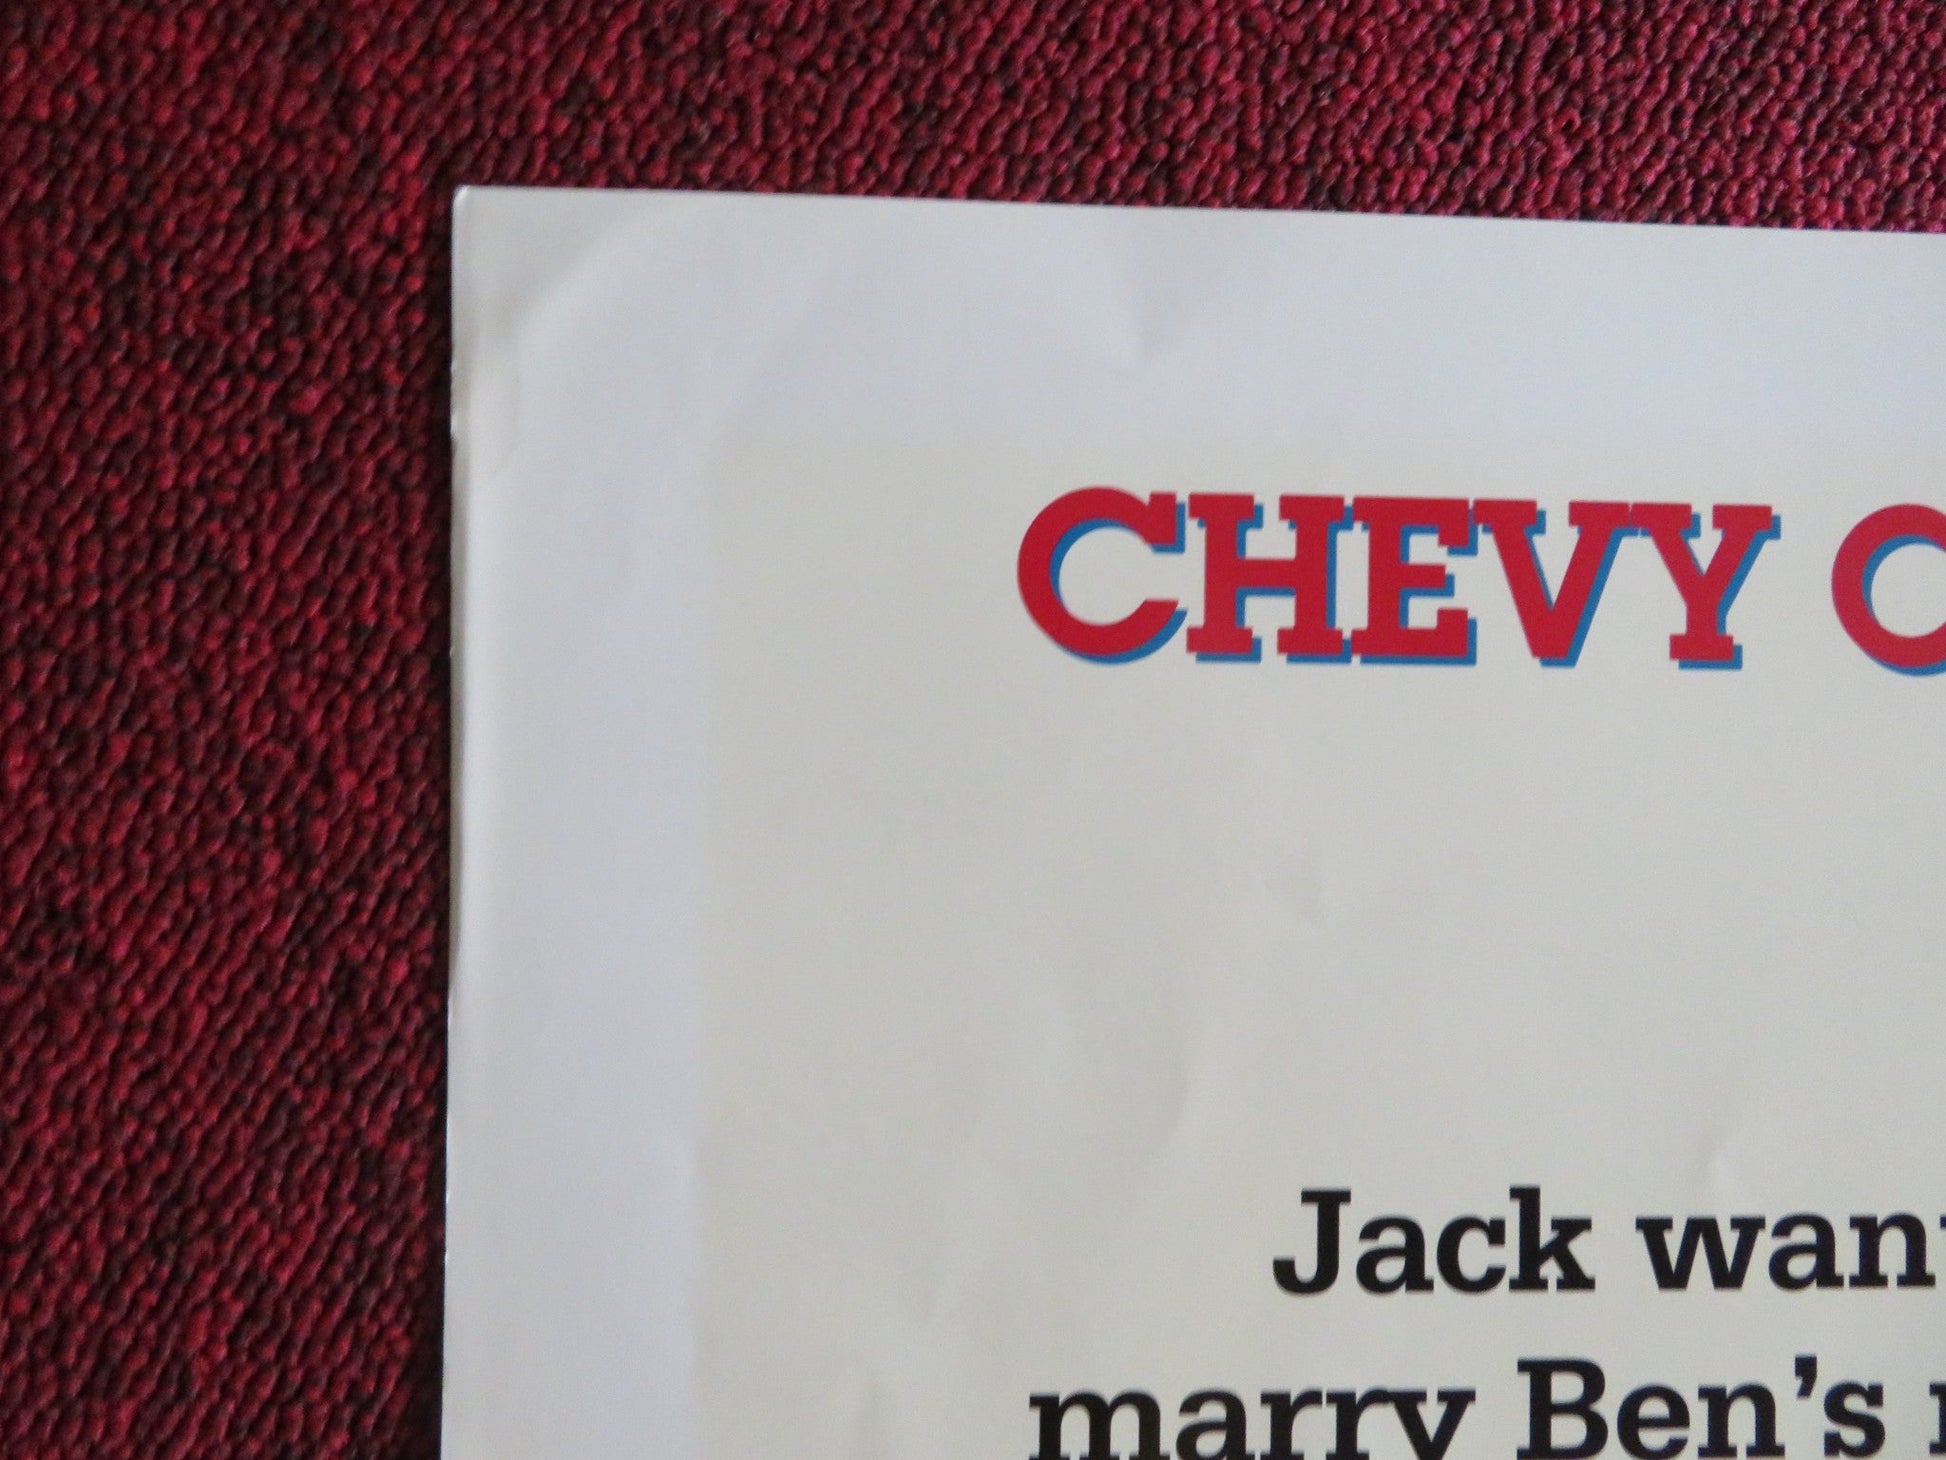 CHEVY C
Jack wan
marry Ben's